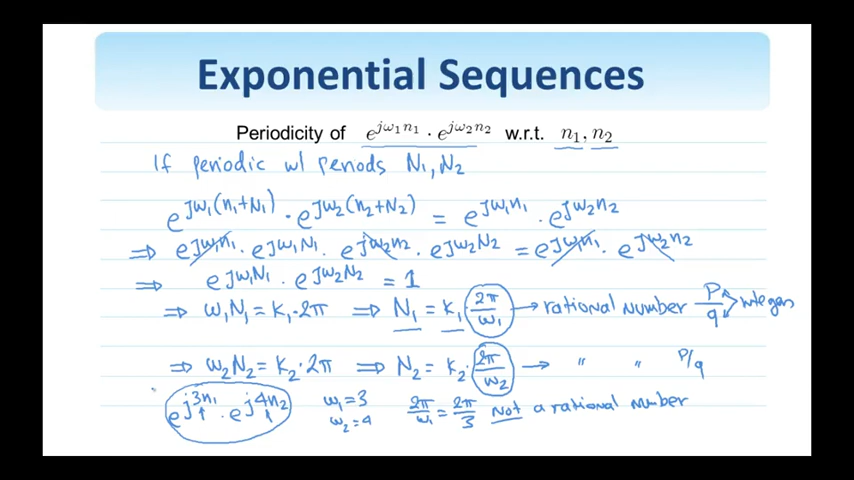 Exponential Sequences
Periodicity of e^{jω₁n₁} · e^{jω₂n₂} w.r.t. n₁, n₂
If periodic w/ periods N₁, N₂
e^{jω₁(n₁+N₁)} · e^{jω₂(n₂+N₂)} = e^{jω₁n₁} · e^{jω₂n₂}
⇒ e^{jω₁n₁} · e^{jω₁N₁} · e^{jω₂n₂} · e^{jω₂N₂} = e^{jω₁n₁} · e^{jω₂n₂}
⇒ e^{jω₁N₁} · e^{jω₂N₂} = 1
⇒ ω₁N₁ = k₁·2π ⇒ N₁ = k₁·2π/ω₁ → rational number p/q > integers
⇒ ω₂N₂ = k₂·2π ⇒ N₂ = k₂·2π/ω₂ → " " p/q
e^{j3n₁} · e^{j4n₂} ω₁=3 2π/ω₁ = 2π/3 Not a rational number
ω₂=4